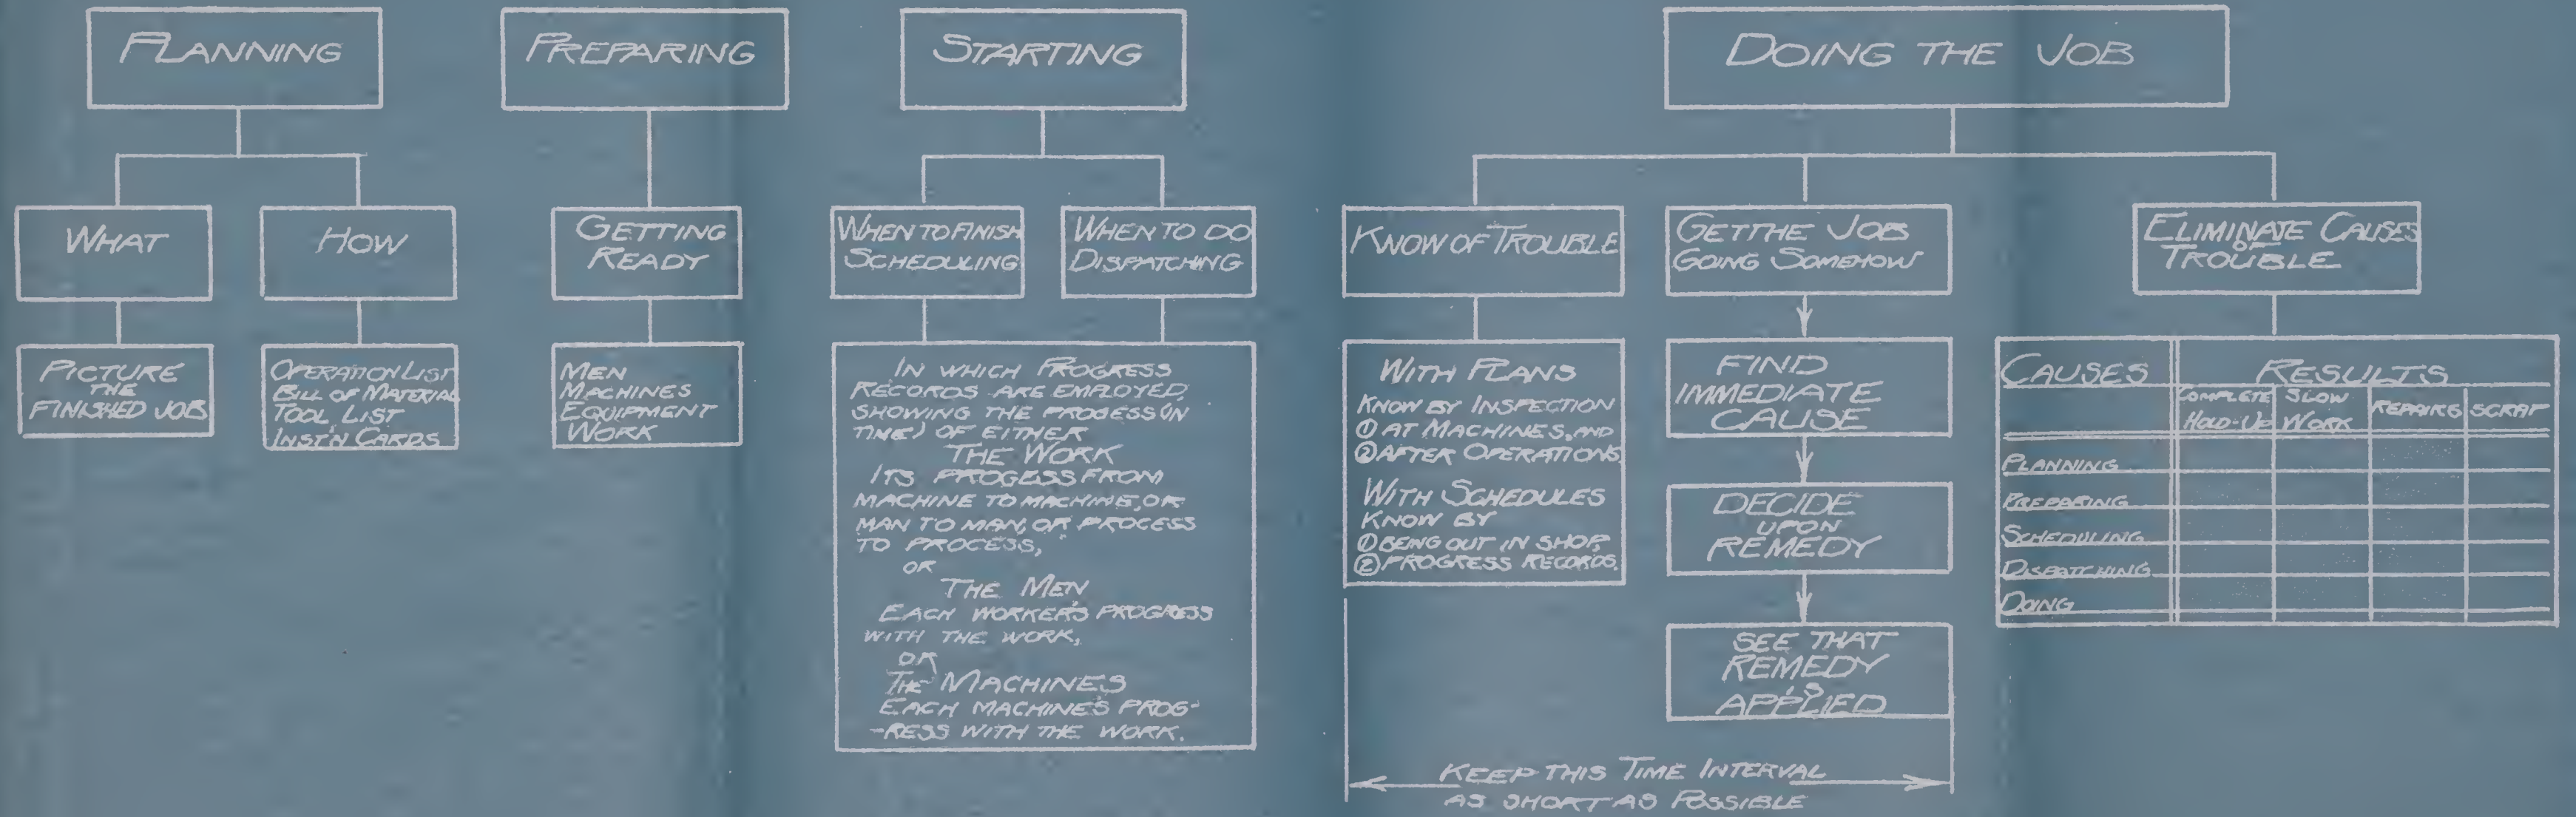 PLANNING
WHAT
HOW
PICTURE
THE
FINISHED JOB
OPERATION LIST
BILL OF MATERIAL
TOOL LIST
INST'N CARDS
PREPARING
GETTING
READY
MEN
MACHINES
EQUIPMENT
WORK
STARTING
WHEN TO FINISH
SCHEDULING
WHEN TO DO
DISPATCHING
IN WHICH PROGRESS
RECORDS ARE EMPLOYED,
SHOWING THE PROGESS (IN
TIME) OF EITHER
THE WORK
ITS PROGESS FROM
MACHINE TO MACHINE, OR
MAN TO MAN, OR PROCESS
TO PROCESS,
OR
THE MEN
EACH WORKER'S PROGRESS
WITH THE WORK,
OR
THE MACHINES
EACH MACHINE'S PROG-
-RESS WITH THE WORK.
DOING THE JOB
KNOW OF TROUBLE
WITH PLANS
KNOW BY INSPECTION
① AT MACHINES, AND
② AFTER OPERATIONS
WITH SCHEDULES
KNOW BY
① BEING OUT IN SHOP,
② PROGRESS RECORDS.
GET THE JOB
GOING SOMEHOW
FIND
IMMEDIATE
CAUSE
DECIDE
UPON
REMEDY
SEE THAT
REMEDY
IS
APPLIED
KEEP THIS TIME INTERVAL
AS SHORT AS POSSIBLE
ELIMINATE CAUSES
OF
TROUBLE
CAUSES RESULTS
COMPLETE SLOW REPAIRG SCRAP
HOLD-UP WORK
PLANNING
PREPARING
SCHEDULING
DISPATCHING
DOING